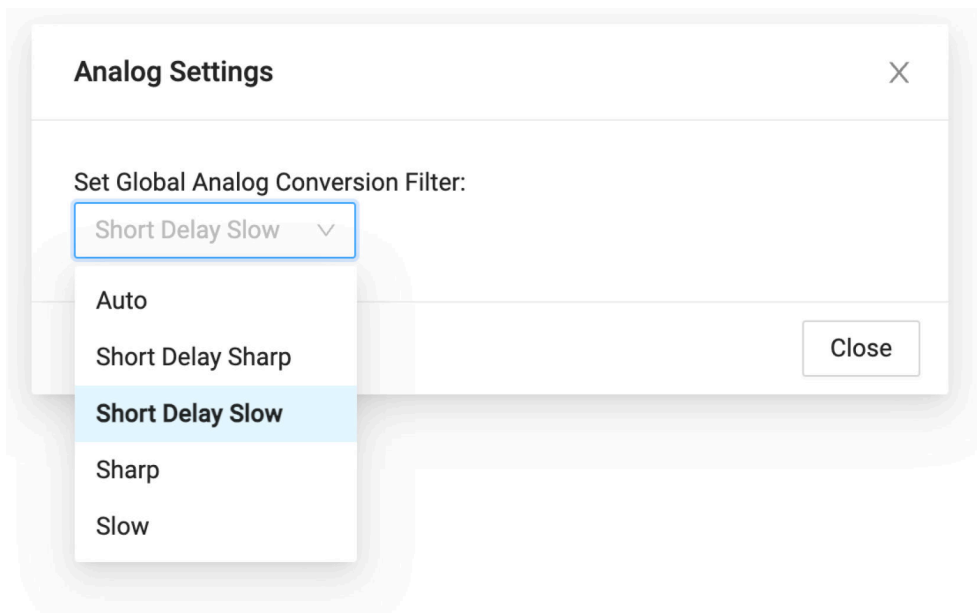 Analog Settings
Set Global Analog Conversion Filter:
Short Delay Slow
Auto
Short Delay Sharp
Short Delay Slow
Sharp
Slow
Close